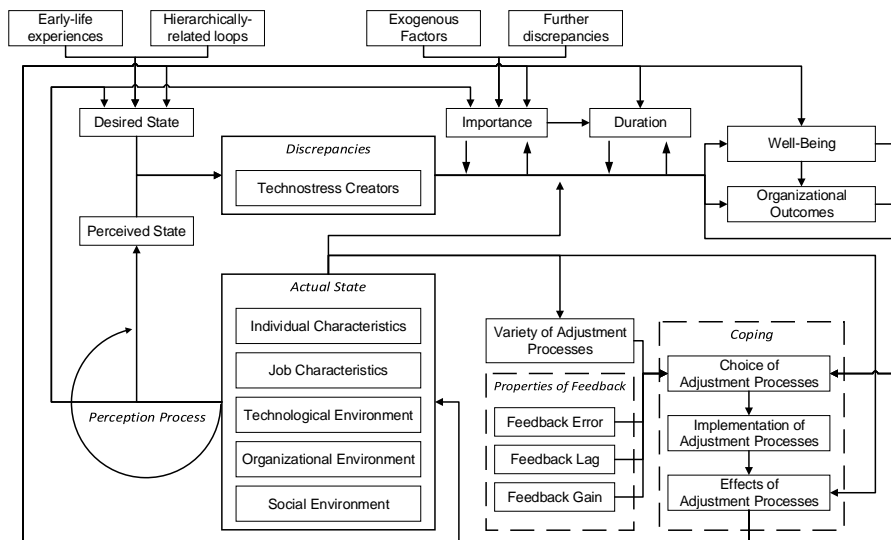 Early-life
experiences
Hierarchically-
related loops
Exogenous
Factors
Further
discrepancies
Desired State
Importance
Duration
Discrepancies
Technostress Creators
Well-Being
Organizational
Outcomes
Perceived State
Actual State
Individual Characteristics
Job Characteristics
Technological Environment
Organizational Environment
Social Environment
Perception Process
Variety of Adjustment
Processes
Properties of Feedback
Feedback Error
Feedback Lag
Feedback Gain
Coping
Choice of
Adjustment Processes
Implementation of
Adjustment Processes
Effects of
Adjustment Processes